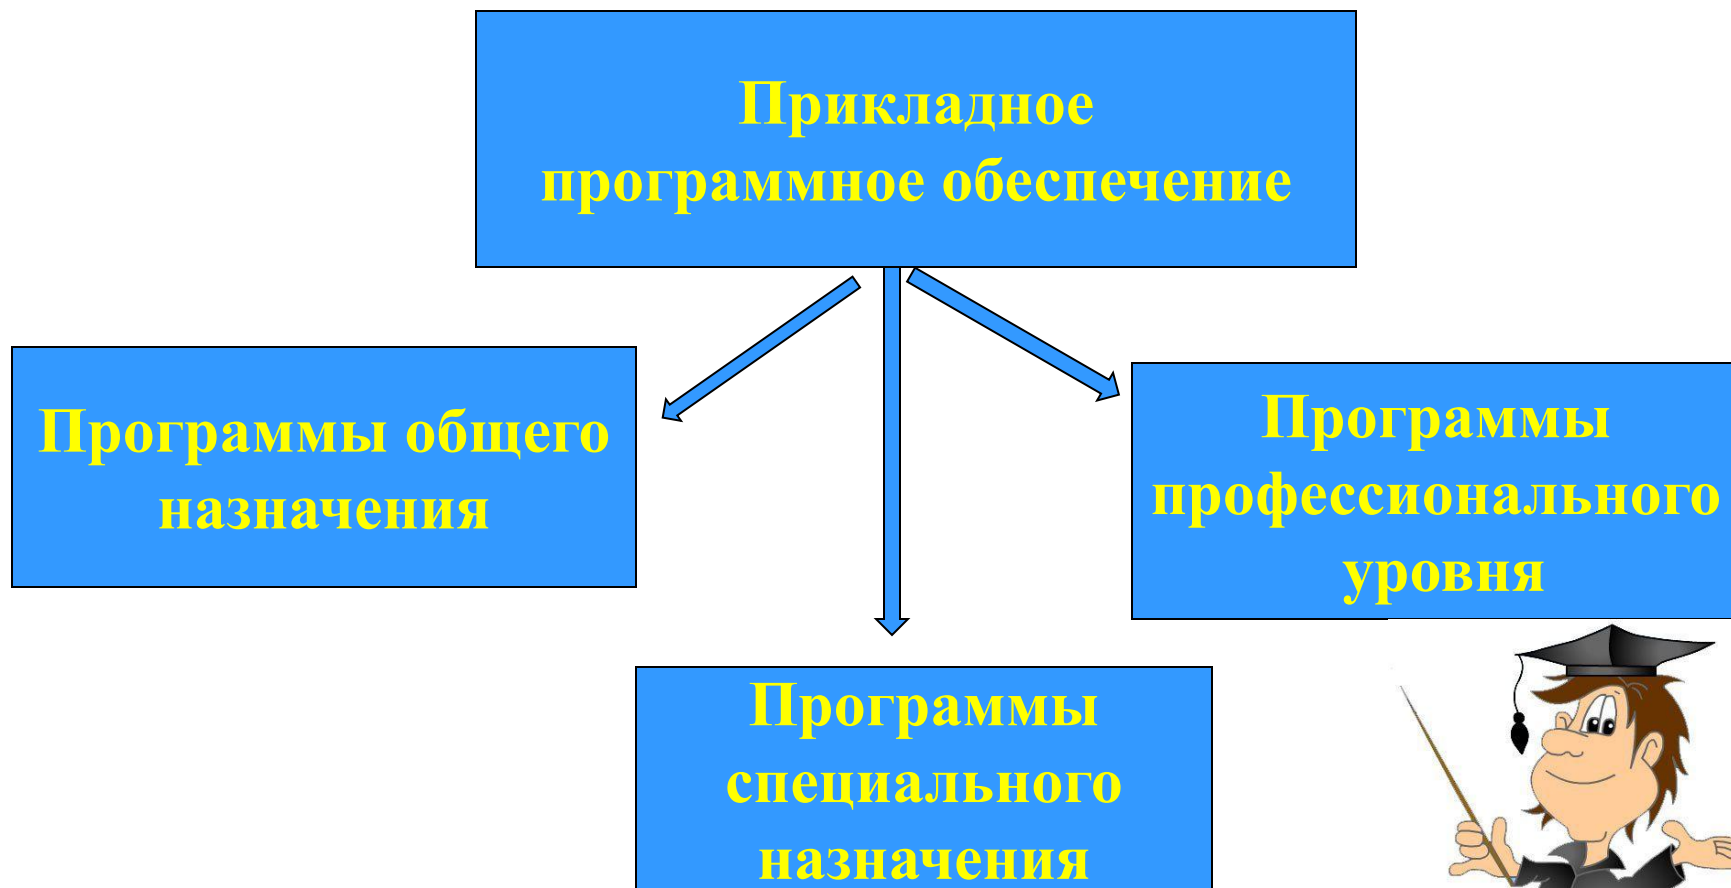 Прикладное
программное обеспечение
Программы общего
назначения
Программы
профессионального
уровня
Программы
специального
назначения